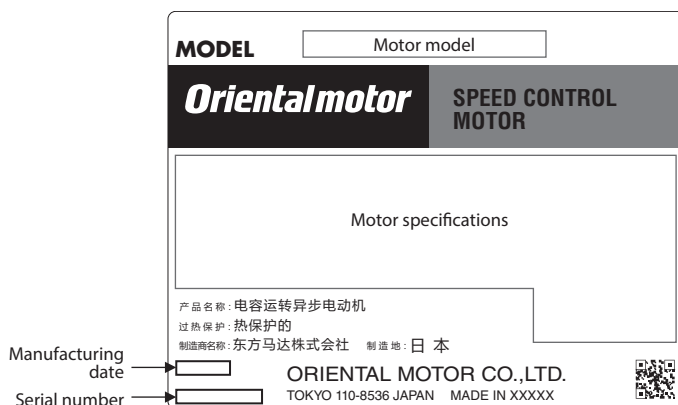 MODEL Motor model
Orientalmotor SPEED CONTROL
MOTOR
Motor specifications
产品名称:电容运转异步电动机
过热保护:热保护的
制造商名称:东方马达株式会社 制造地:日 本
Manufacturing
date
ORIENTAL MOTOR CO.,LTD.
Serial number TOKYO 110-8536 JAPAN MADE IN XXXXX